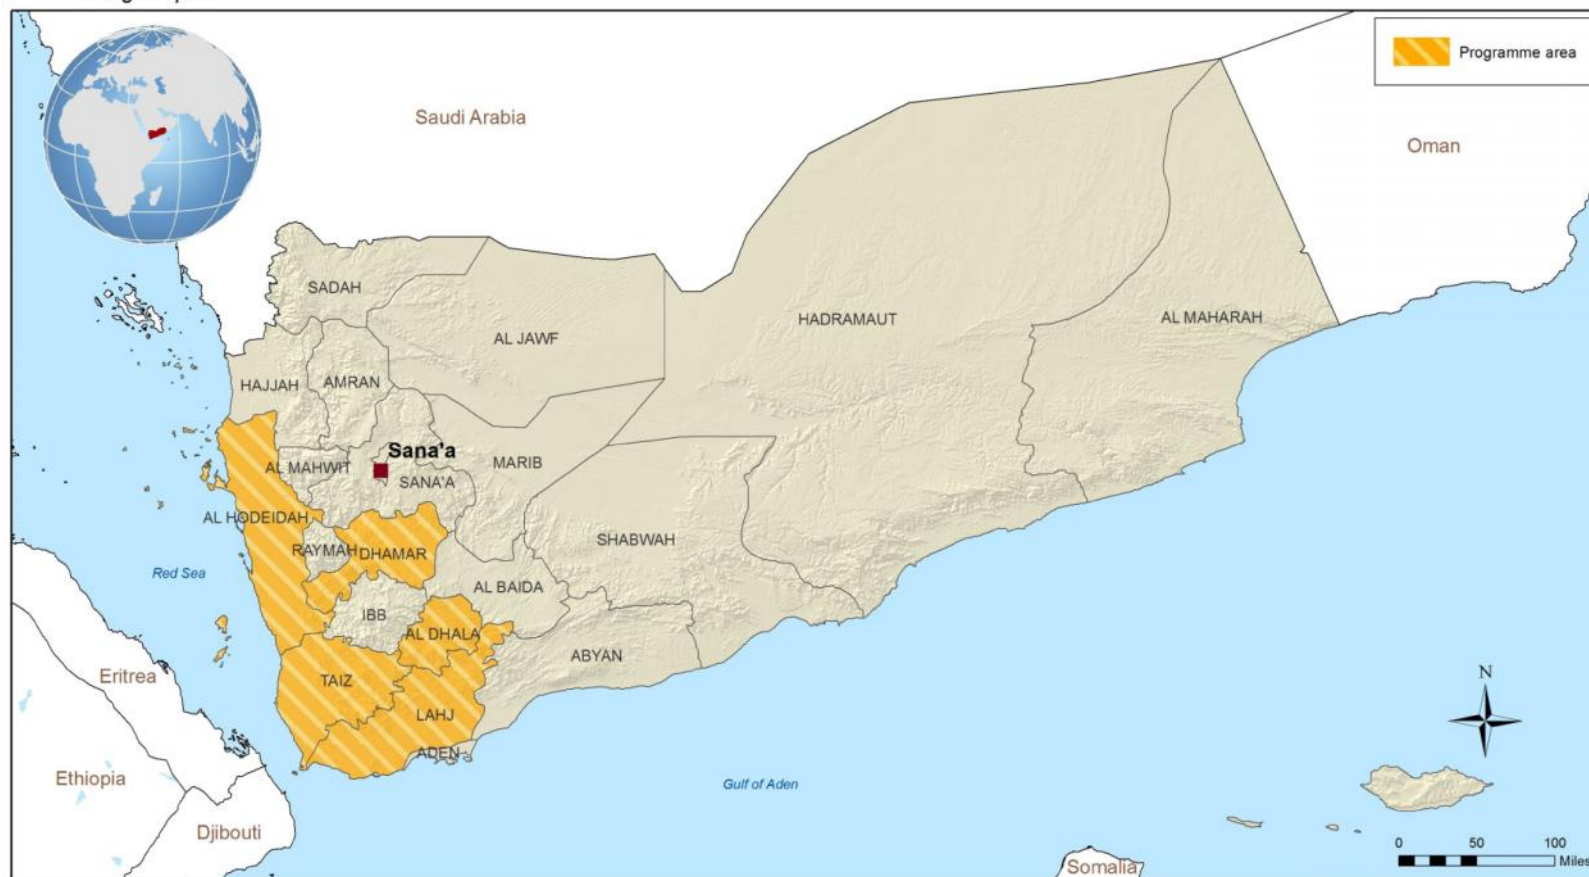 Programme area
Saudi Arabia
Oman
SADAH
AL JAWF
HADRAMAUT
AL MAHARAH
HAJJAH
AMRAN
Sana'a
AL MAHWIT
MARIB
SANA'A
AL HODEIDAH
SHABWAH
RAYMAH
DHAMAR
Red Sea
AL BAIDA
IBB
AL DHALA
ABYAN
Eritrea
TAIZ
N
LAHJ
ADEN
Ethiopia
Gulf of Aden
Djibouti
0 50 100
Miles
Somalia